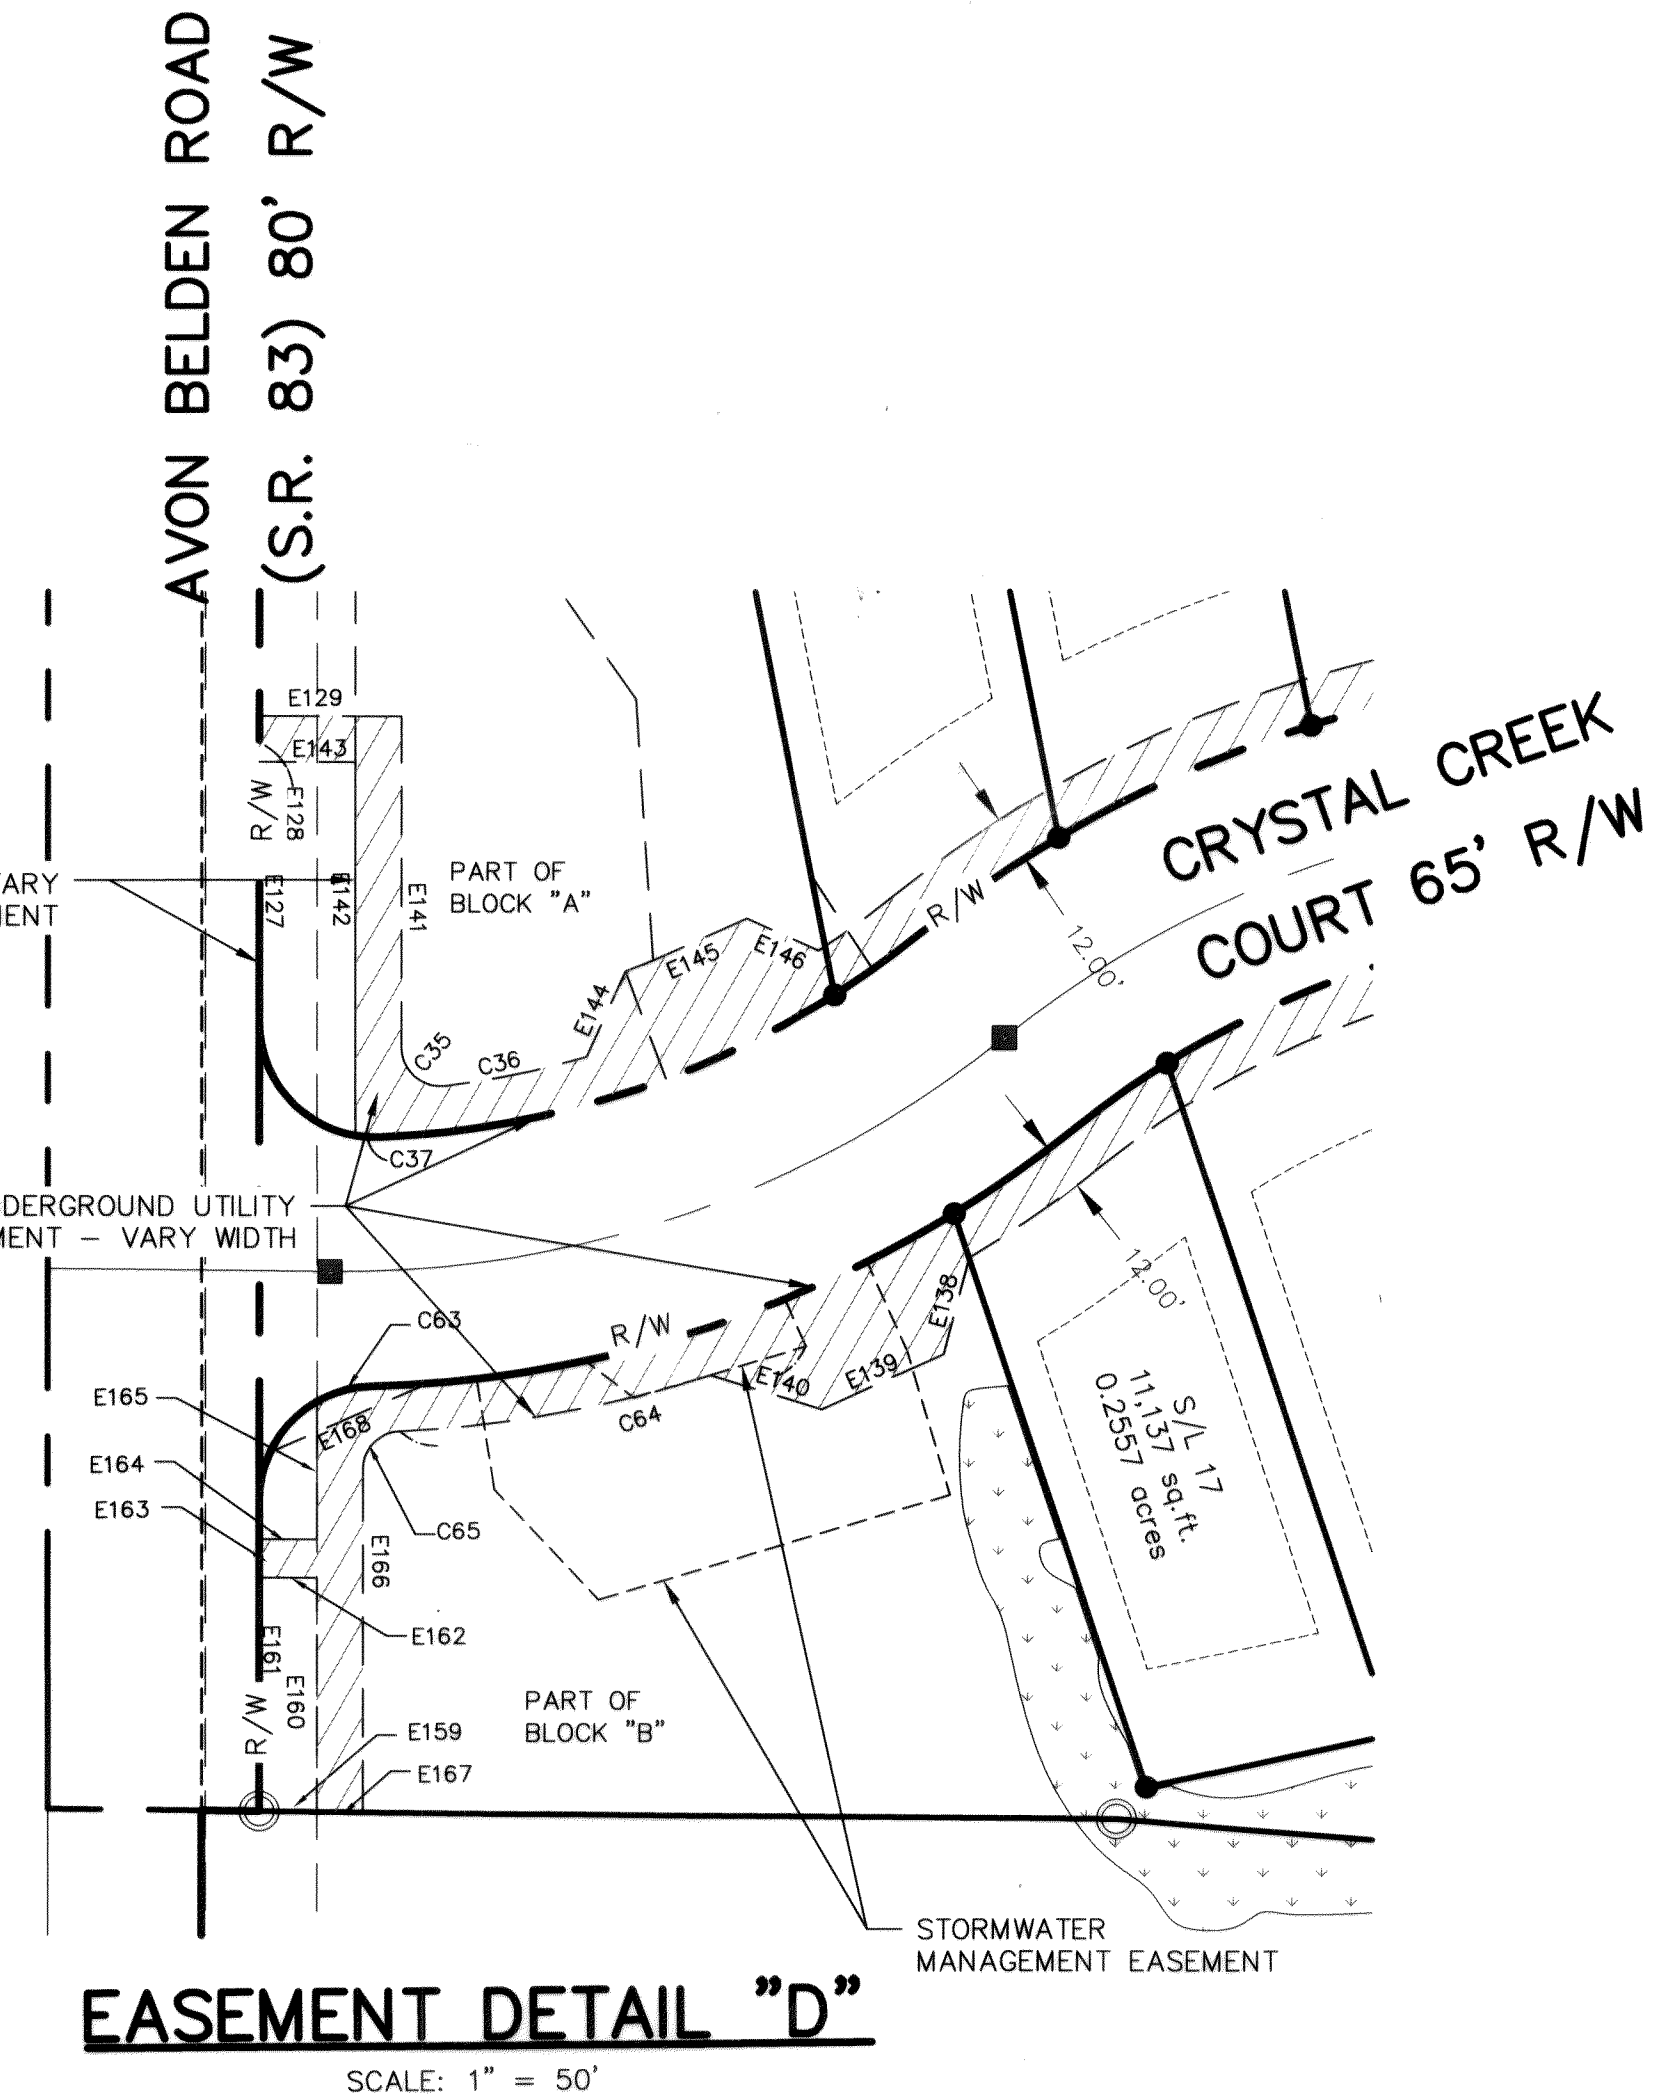 AVON BELDEN ROAD
(S.R. 83) 80' R/W
E129
E143
R/W
E128
E127
E142
E141
PART OF
BLOCK "A"
E144
E145
E146
C35
C36
C37
R/W
12.00'
CRYSTAL CREEK
COURT 65' R/W
ARY
MENT
DERGROUND UTILITY
MENT - VARY WIDTH
C63
R/W
E138
E139
E140
C64
12.00'
S/L 17
11,137 sq.ft.
0.2557 acres
E165
E168
E164
E163
C65
E166
E162
E161
E160
R/W
E159
E167
PART OF
BLOCK "B"
STORMWATER
MANAGEMENT EASEMENT
EASEMENT DETAIL "D"
SCALE: 1" = 50'